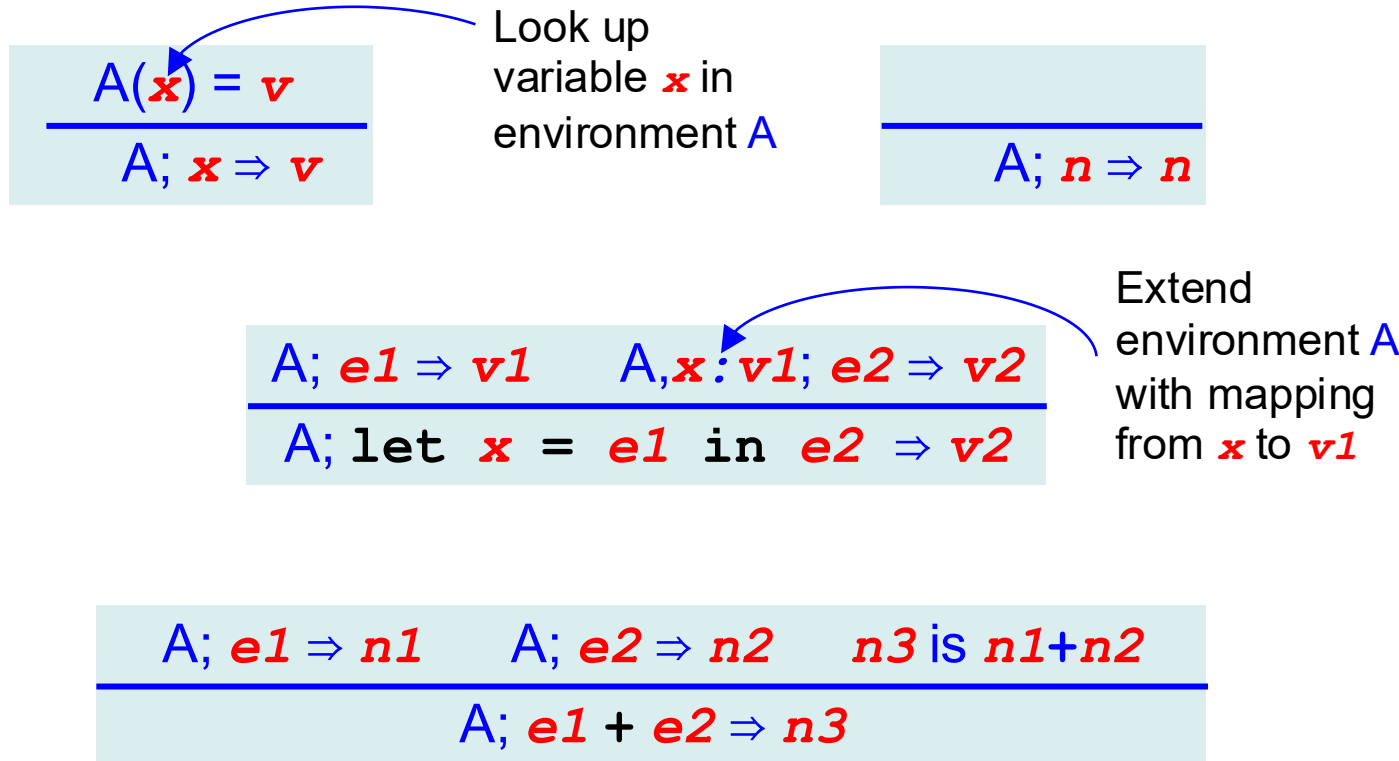 Look up
variable x in
environment A
A(x) = v
A; x ⇒ v
A; n ⇒ n
Extend
environment A
with mapping
from x to v1
A; e1 ⇒ v1 A,x:v1; e2 ⇒ v2
A; let x = e1 in e2 ⇒ v2
A; e1 ⇒ n1 A; e2 ⇒ n2 n3 is n1+n2
A; e1 + e2 ⇒ n3